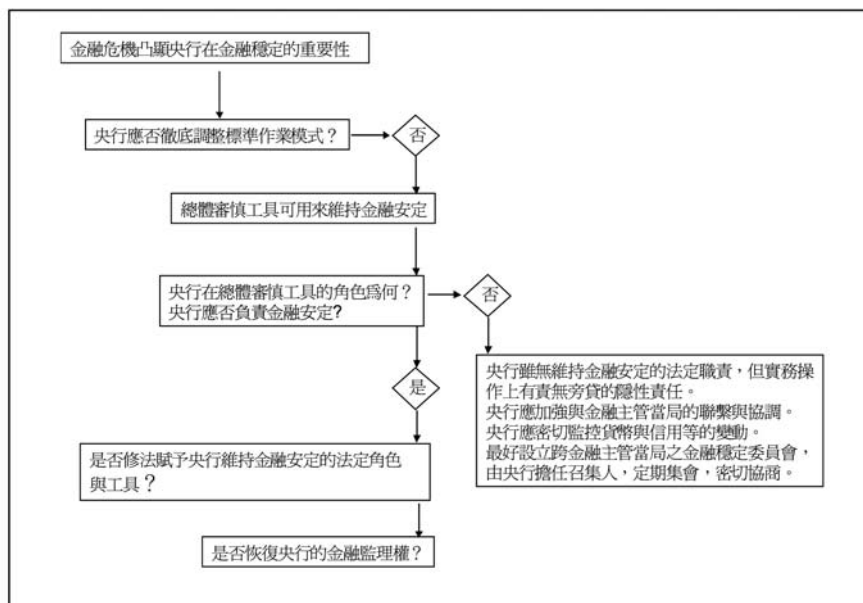 金融危機凸顯央行在金融穩定的重要性
央行應否徹底調整標準作業模式？
否
總體審慎工具可用來維持金融安定
央行在總體審慎工具的角色為何？
央行應否負責金融安定?
否
是
央行雖無維持金融安定的法定職責，但實務操
作上有責無旁貸的隱性責任。
央行應加強與金融主管當局的聯繫與協調。
央行應密切監控貨幣與信用等的變動。
最好設立跨金融主管當局之金融穩定委員會，
由央行擔任召集人，定期集會，密切協商。
是否修法賦予央行維持金融安定的法定角色
與工具？
是否恢復央行的金融監理權？